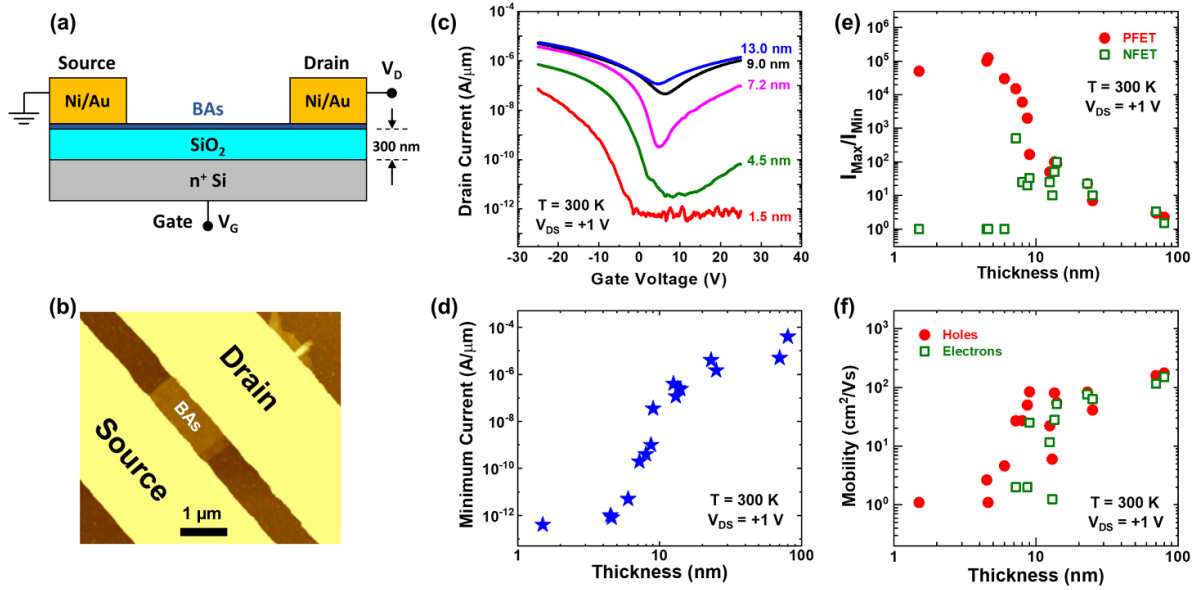 (a)
Source
Drain
V_D
Ni/Au
BAs
Ni/Au
SiO₂
300 nm
n⁺ Si
Gate
V_G
(b)
Drain
BAs
Source
1 μm
(c)
Drain Current (A/μm)
10⁻⁴
10⁻⁶
10⁻⁸
10⁻¹⁰
10⁻¹²
13.0 nm
9.0 nm
7.2 nm
4.5 nm
1.5 nm
T = 300 K
V_DS = +1 V
-30 -20 -10 0 10 20 30 40
Gate Voltage (V)
(d)
Minimum Current (A/μm)
10⁻⁴
10⁻⁶
10⁻⁸
10⁻¹⁰
10⁻¹²
T = 300 K
V_DS = +1 V
1 10 100
Thickness (nm)
(e)
I_Max/I_Min
10⁶
10⁵
10⁴
10³
10²
10¹
10⁰
PFET
NFET
T = 300 K
V_DS = +1 V
1 10 100
Thickness (nm)
(f)
Mobility (cm²/Vs)
10³
10²
10¹
10⁰
Holes
Electrons
T = 300 K
V_DS = +1 V
1 10 100
Thickness (nm)